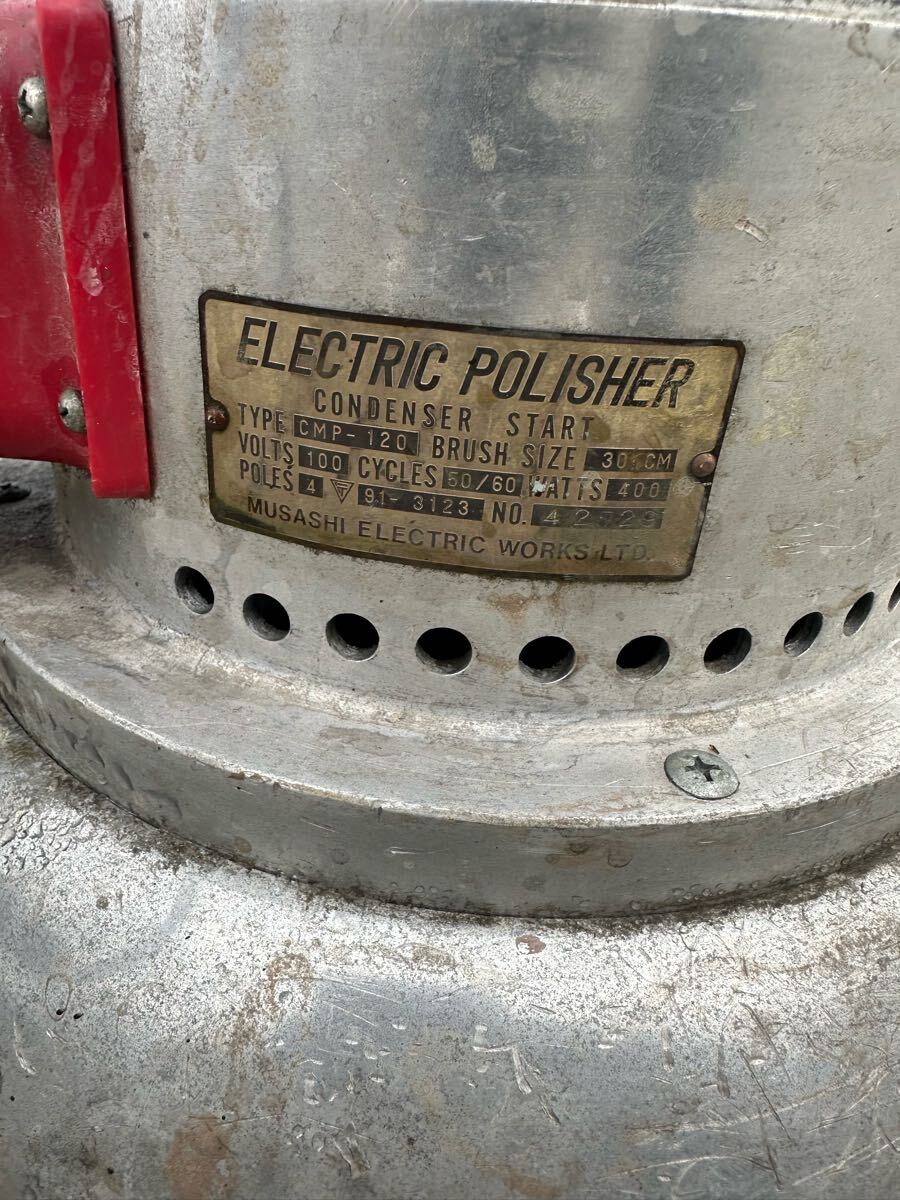 ELECTRIC POLISHER
CONDENSER START
TYPE CMP-120 BRUSH SIZE 30 CM
VOLTS 100 CYCLES 50/60 WATTS 400
POLES 4 91-3123 NO. 42729
MUSASHI ELECTRIC WORKS LTD.